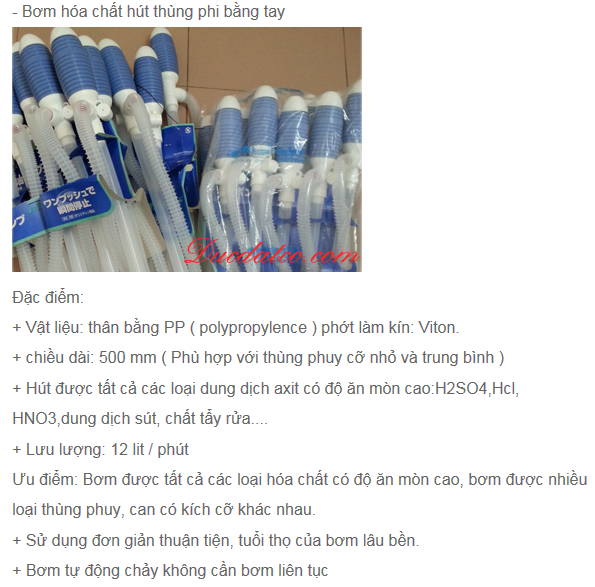 - Bơm hóa chất hút thùng phi bằng tay
ワンプッシュで
瞬間停止
ンプ
Ducdatco.com
Đặc điểm:
+ Vật liệu: thân bằng PP ( polypropylence ) phớt làm kín: Viton.
+ chiều dài: 500 mm ( Phù hợp với thùng phuy cỡ nhỏ và trung bình )
+ Hút được tất cả các loại dung dịch axit có độ ăn mòn cao:H2SO4,Hcl,
HNO3,dung dịch sút, chất tẩy rửa....
+ Lưu lượng: 12 lit / phút
Ưu điểm: Bơm được tất cả các loại hóa chất có độ ăn mòn cao, bơm được nhiều
loại thùng phuy, can có kích cỡ khác nhau.
+ Sử dụng đơn giản thuận tiện, tuổi thọ của bơm lâu bền.
+ Bơm tự động chảy không cần bơm liên tục